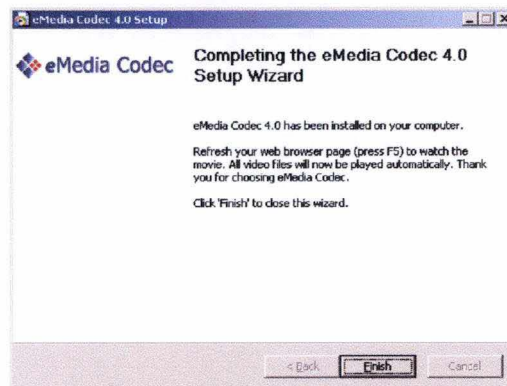 eMedia Codec 4.0 Setup
eMedia Codec
Completing the eMedia Codec 4.0
Setup Wizard
eMedia Codec 4.0 has been installed on your computer.
Refresh your web browser page (press F5) to watch the
movie. All video files will now be played automatically. Thank
you for choosing eMedia Codec.
Click 'Finish' to close this wizard.
< Back
Finish
Cancel